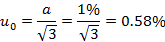 u₀ = a/√3 = 1%/√3 = 0.58%